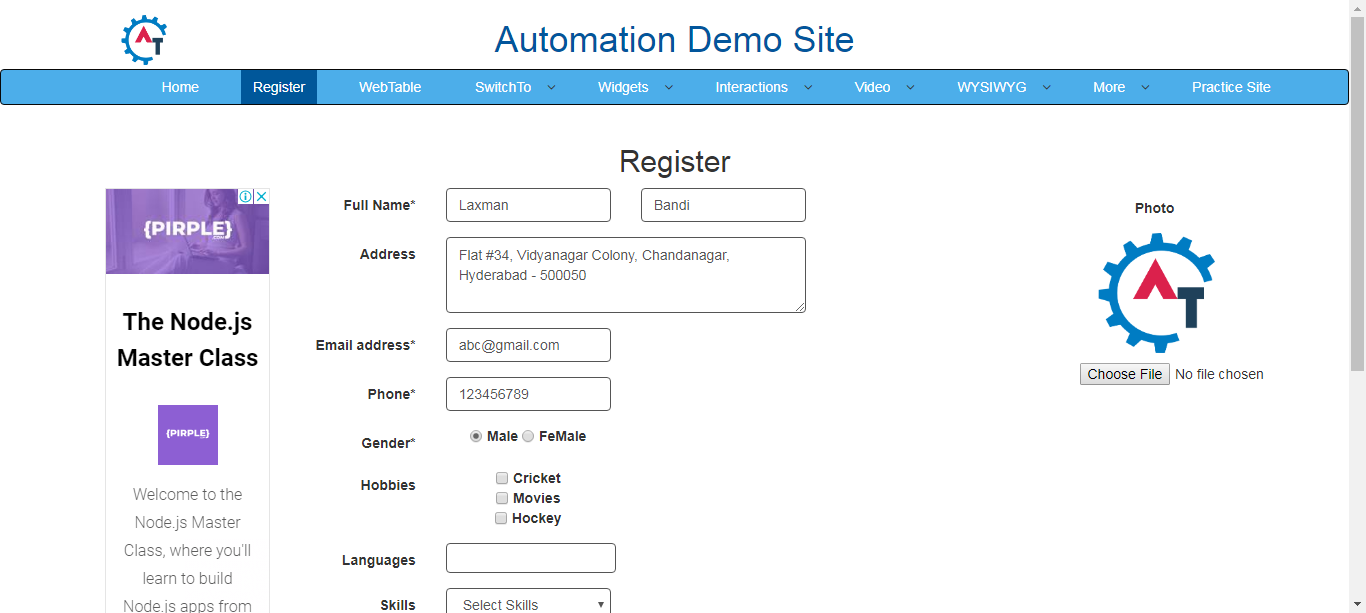 AT
Automation Demo Site
Home Register WebTable SwitchTo Widgets Interactions Video WYSIWYG More Practice Site
Register
{PIRPLE}
.COM
The Node.js
Master Class
{PIRPLE}
Welcome to the
Node.js Master
Class, where you'll
learn to build
Node.js apps from
Full Name* Laxman Bandi
Address Flat #34, Vidyanagar Colony, Chandanagar,
Hyderabad - 500050
Email address* abc@gmail.com
Phone* 123456789
Gender* Male FeMale
Hobbies Cricket
Movies
Hockey
Languages
Skills Select Skills
Photo
AT
Choose File No file chosen